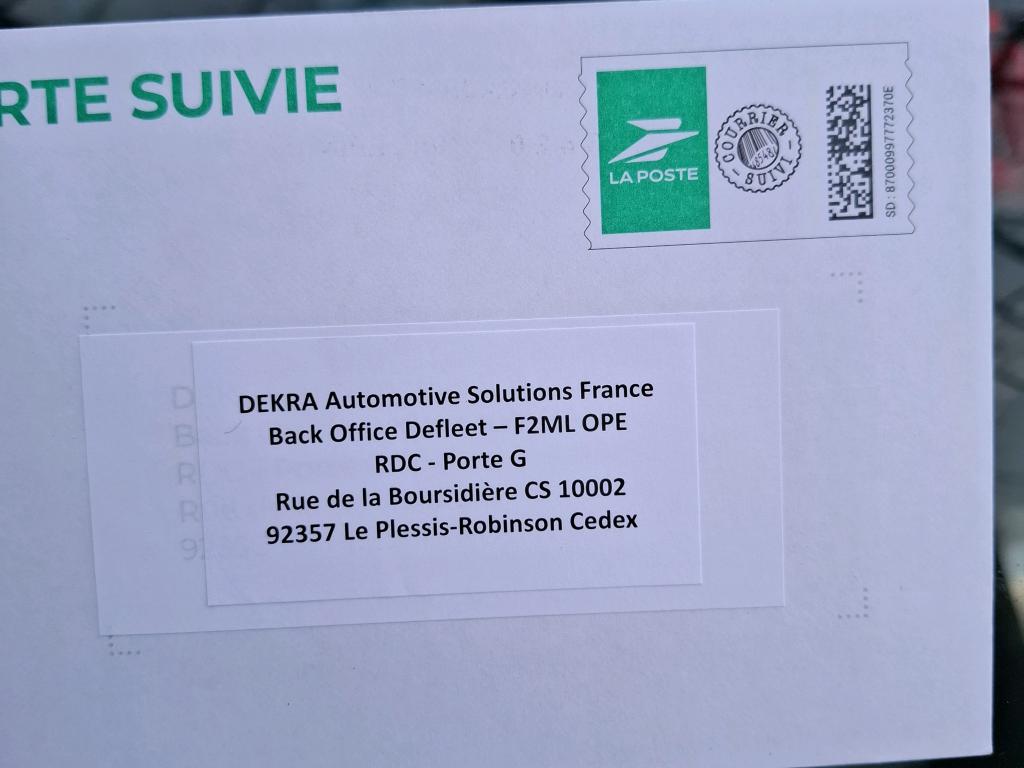 RTE SUIVIE
LA POSTE
COURRIER
SUIVI
SD : 87000997772370E
DEKRA Automotive Solutions France
Back Office Defleet – F2ML OPE
RDC - Porte G
Rue de la Boursidière CS 10002
92357 Le Plessis-Robinson Cedex